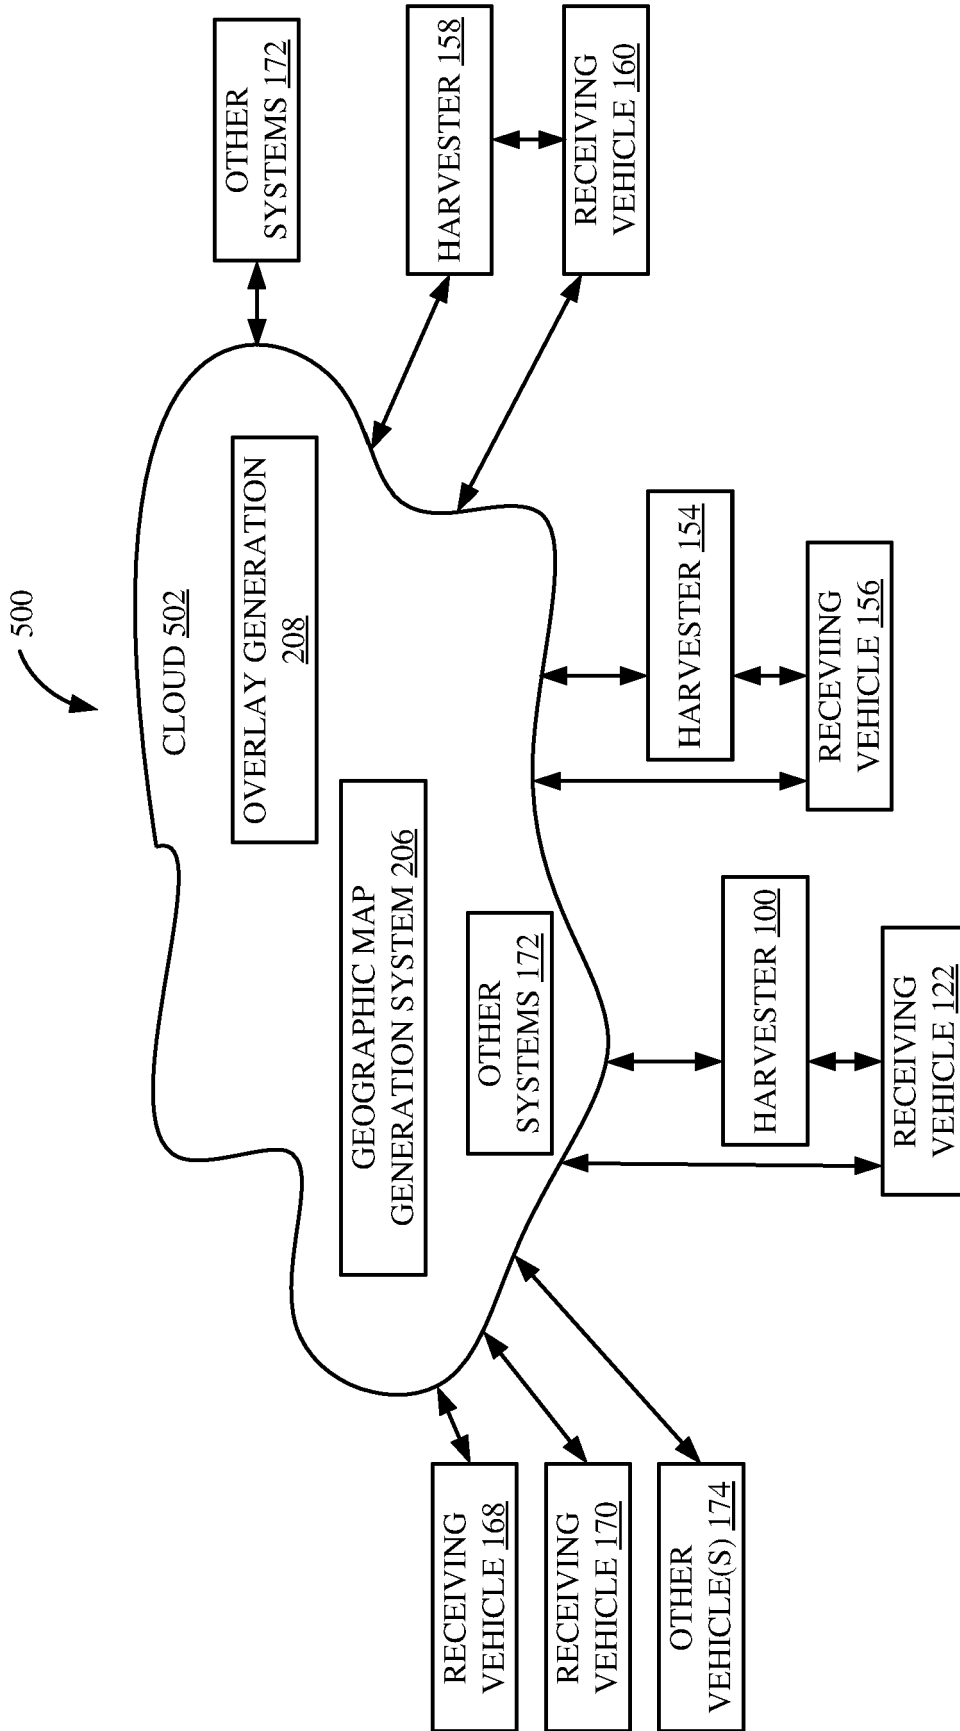 500
CLOUD 502
OVERLAY GENERATION
208
GEOGRAPHIC MAP
GENERATION SYSTEM 206
OTHER
SYSTEMS 172
OTHER
SYSTEMS 172
HARVESTER 158
RECEIVING
VEHICLE 160
HARVESTER 154
RECEVIING
VEHICLE 156
HARVESTER 100
RECEIVING
VEHICLE 122
RECEIVING
VEHICLE 168
RECEIVING
VEHICLE 170
OTHER
VEHICLE(S) 174